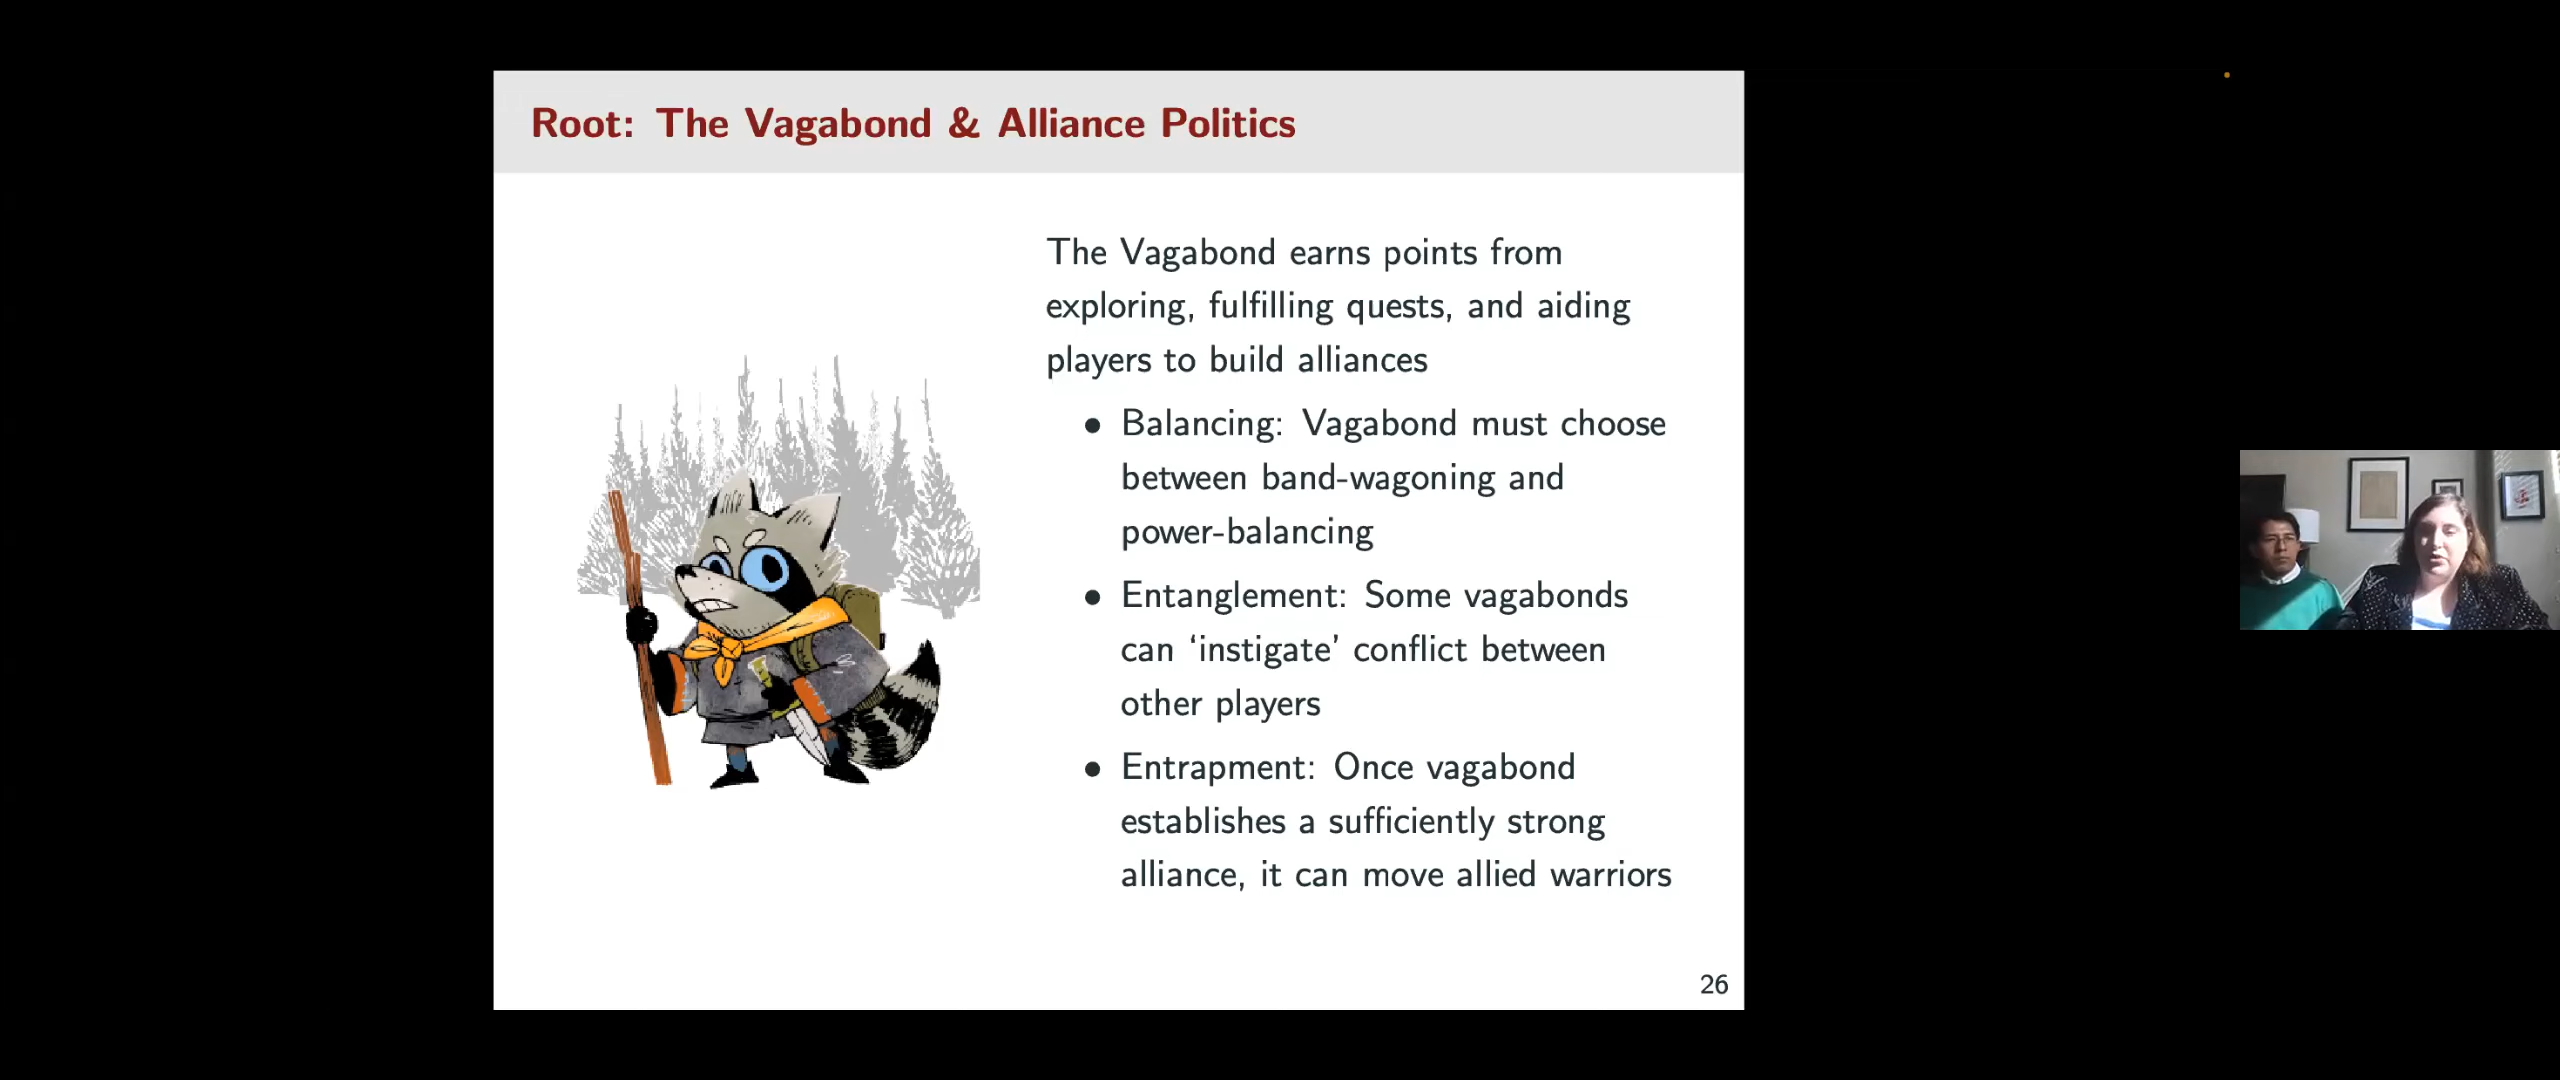 Root: The Vagabond & Alliance Politics
The Vagabond earns points from
exploring, fulfilling quests, and aiding
players to build alliances
• Balancing: Vagabond must choose
between band-wagoning and
power-balancing
• Entanglement: Some vagabonds
can ‘instigate’ conflict between
other players
• Entrapment: Once vagabond
establishes a sufficiently strong
alliance, it can move allied warriors
26